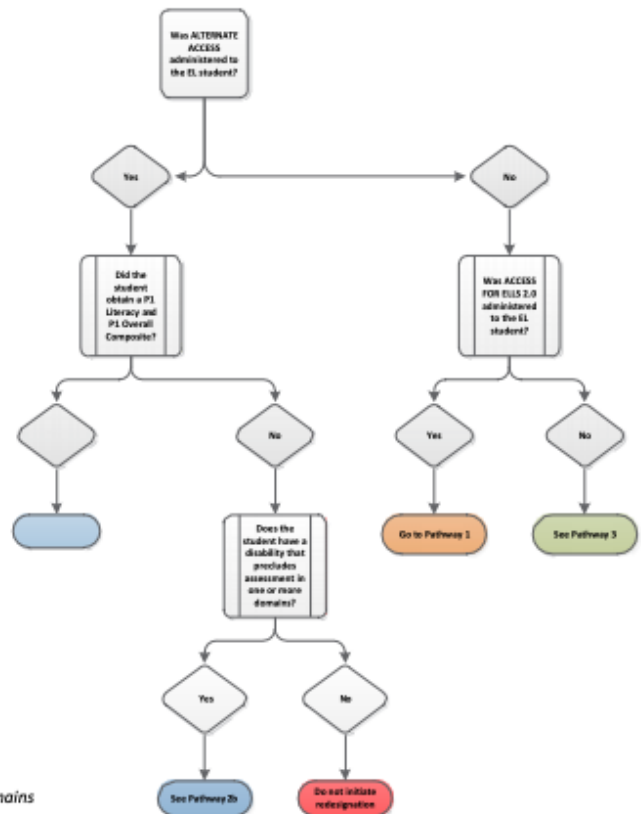 Was ALTERNATE
ACCESS
administered to
the EL student?
Yes
No
Did the
student
obtain a P1
Literacy and
P1 Overall
Composite?
Was ACCESS
FOR ELLS 2.0
administered
to the EL
student?
No
Yes
No
Does the
student have a
disability that
precludes
assessment in
one or more
domains?
Go to Pathway 1
See Pathway 3
Yes
No
See Pathway 2b
Do not initiate
redesignation
mains